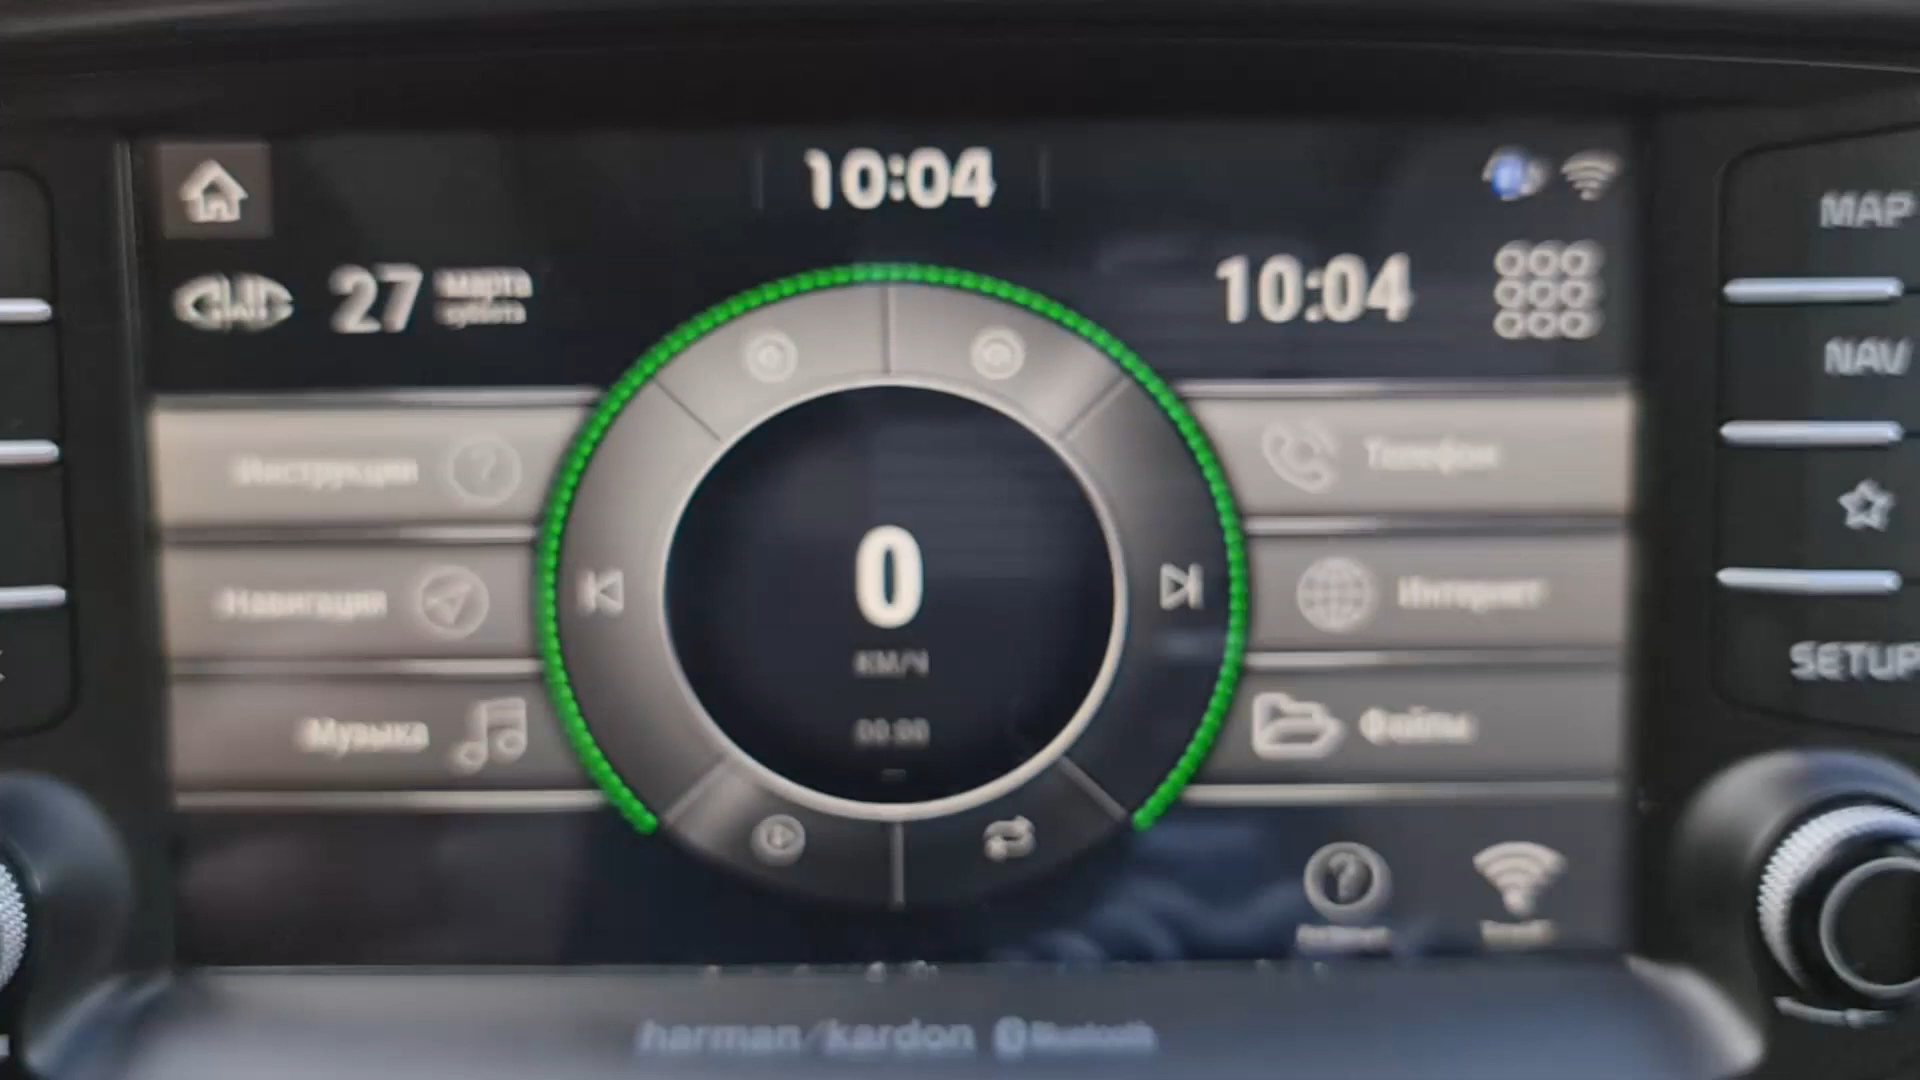 10:04
27 марта
суббота
10:04
MAP
NAV
Инструкция
Телефон
0
Навигация
Интернет
КМ/Ч
SETUP
Музыка
Файлы
00:00
harman/kardon Bluetooth